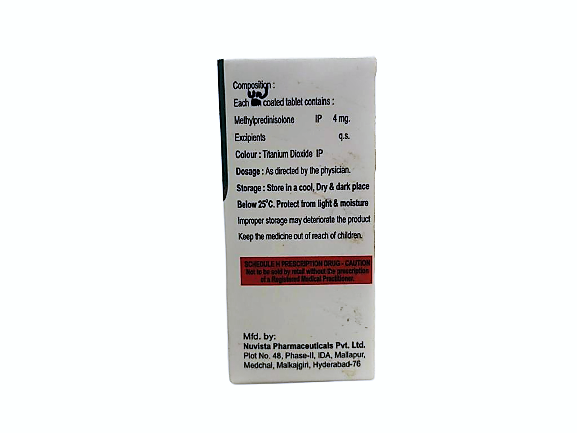 Composition :
un
Each coated tablet contains :
Methylpredinisolone IP 4 mg.
Excipients q.s.
Colour : Titanium Dioxide IP
Dosage : As directed by the physician.
Storage : Store in a cool, Dry & dark place
Below 25°C. Protect from light & moisture
Improper storage may deteriorate the product
Keep the medicine out of reach of children.
SCHEDULE H PRESCRIPTION DRUG - CAUTION
Not to be sold by retail without the prescription
of a Registered Medical Practitioner.
Mfd. by:
Nuvista Pharmaceuticals Pvt. Ltd.
Plot No. 48, Phase-II, IDA, Mallapur,
Medchal, Malkajgiri, Hyderabad-76